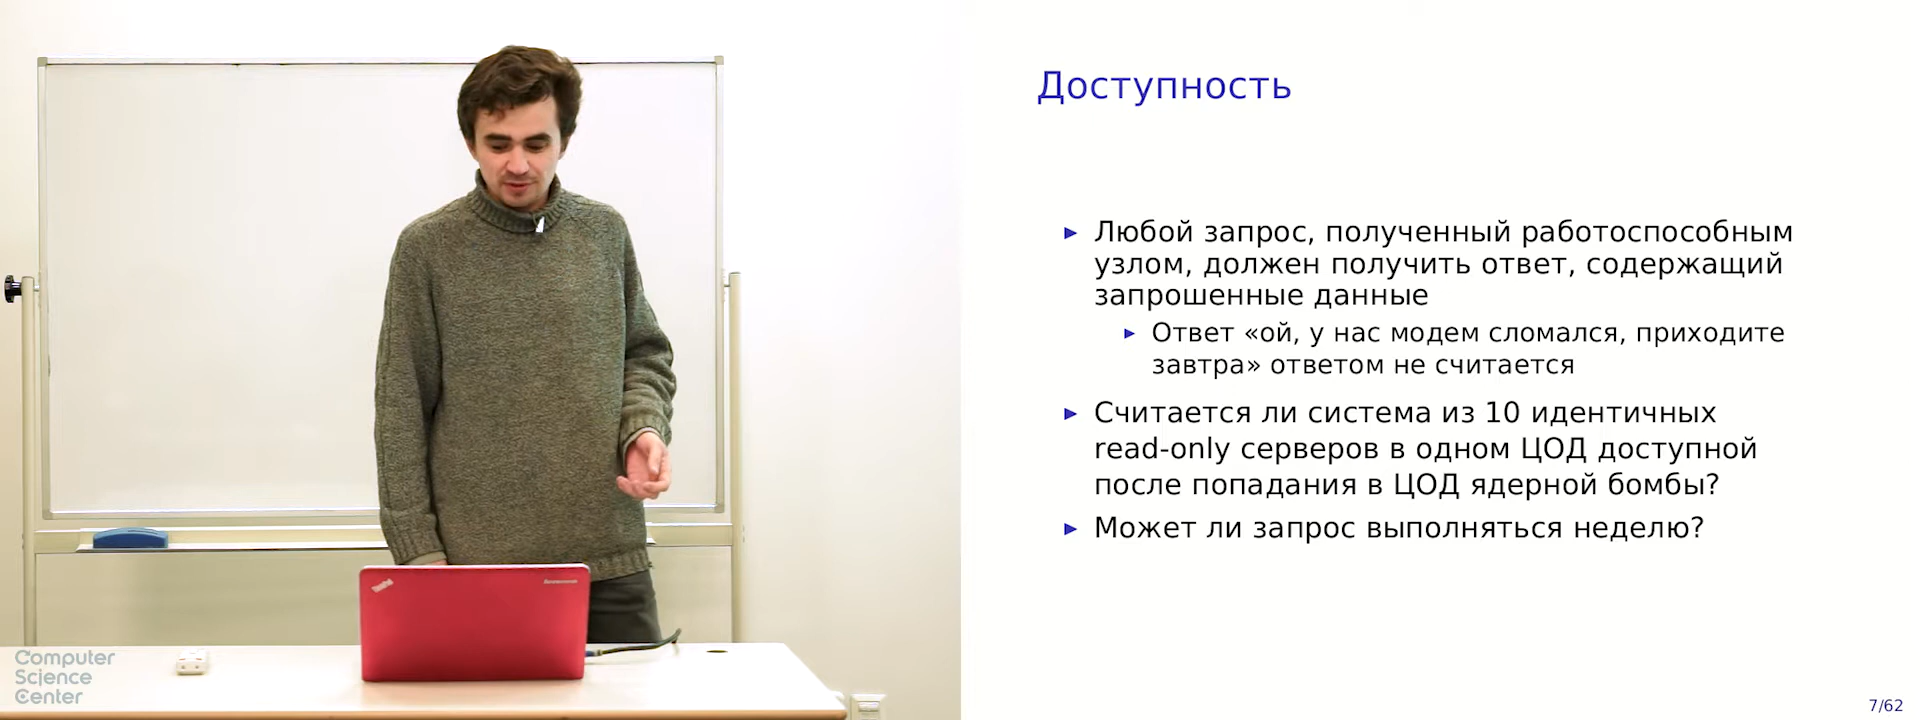 Доступность
Любой запрос, полученный работоспособным
узлом, должен получить ответ, содержащий
запрошенные данные
Ответ «ой, у нас модем сломался, приходите
завтра» ответом не считается
Считается ли система из 10 идентичных
read-only серверов в одном ЦОД доступной
после попадания в ЦОД ядерной бомбы?
Может ли запрос выполняться неделю?
7/62
Computer
Science
Center